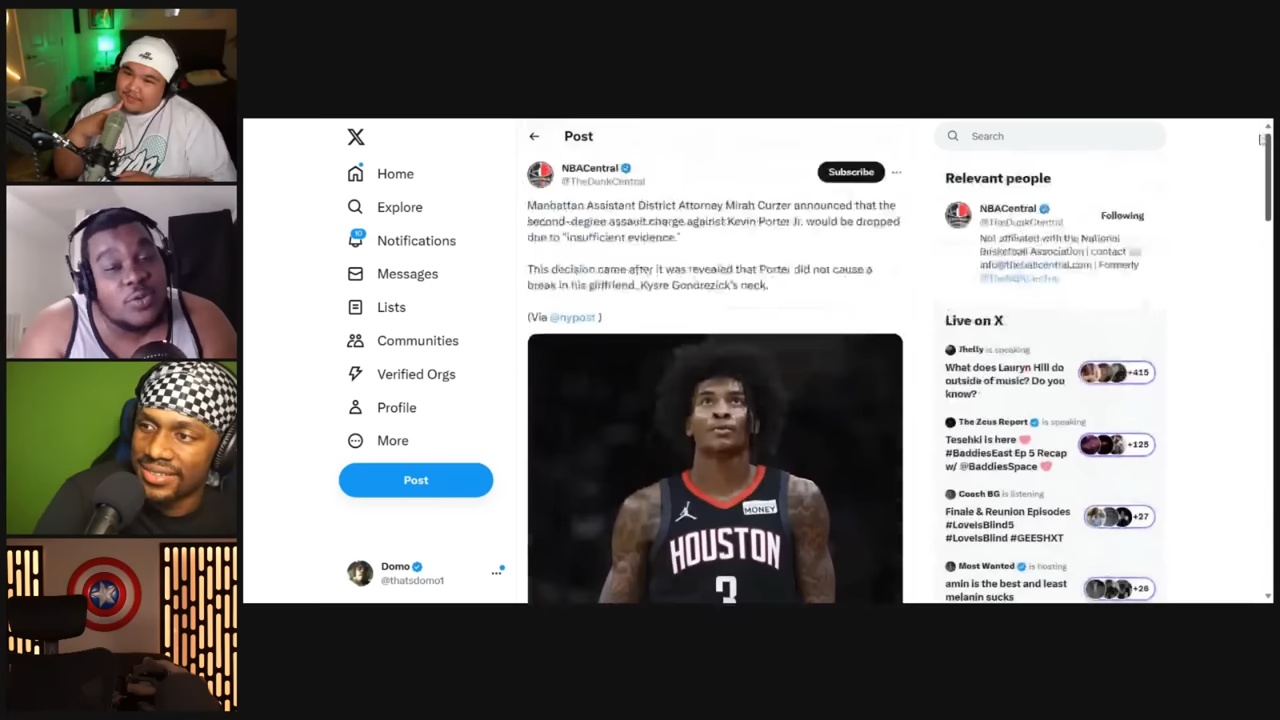 Post
Search
NBACentral
@TheDunkCentral
Subscribe
Manhattan Assistant District Attorney Mirah Curzer announced that the
second-degree assault charge against Kevin Porter Jr. would be dropped
due to "insufficient evidence."
This decision came after it was revealed that Porter did not cause a
break in his girlfriend, Kysre Gondrezick's neck.
(Via @nypost )
MONEY
HOUSTON
3
Home
Explore
10
Notifications
Messages
Lists
Communities
Verified Orgs
Profile
More
Post
Domo
@thatsdomo1
Relevant people
NBACentral
@TheDunkCentral
Following
Not affiliated with the National
Basketball Association | contact
info@thenbacentral.com | Formerly
@TheNBACentral
Live on X
Jhelly is speaking
What does Lauryn Hill do
outside of music? Do you
know?
+415
The Zeus Report is speaking
Tesehki is here
#BaddiesEast Ep 5 Recap
w/ @BaddiesSpace
+125
Coach BG is listening
Finale & Reunion Episodes
#LoveIsBlind5
#LoveIsBlind #GEESHXT
+27
Most Wanted is hosting
amin is the best and least
melanin sucks
+26